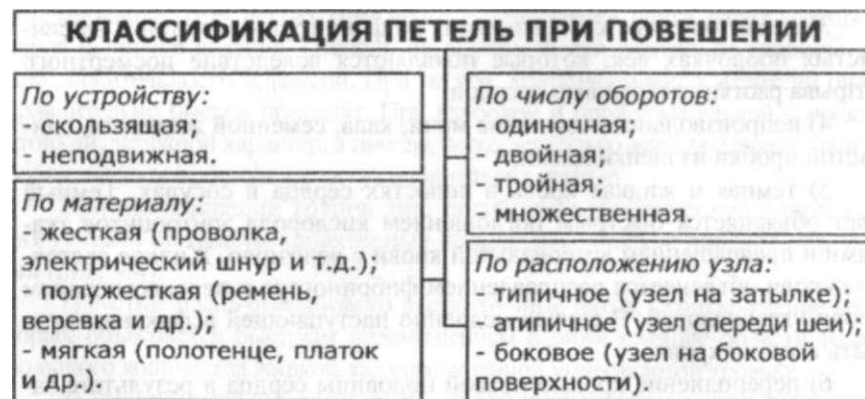 КЛАССИФИКАЦИЯ ПЕТЕЛЬ ПРИ ПОВЕШЕНИИ
По устройству:
- скользящая;
- неподвижная.
По материалу:
- жесткая (проволка,
электрический шнур и т.д.);
- полужесткая (ремень,
веревка и др.);
- мягкая (полотенце, платок
и др.).
По числу оборотов:
- одиночная;
- двойная;
- тройная;
- множественная.
По расположению узла:
- типичное (узел на затылке);
- атипичное (узел спереди шеи);
- боковое (узел на боковой
поверхности).